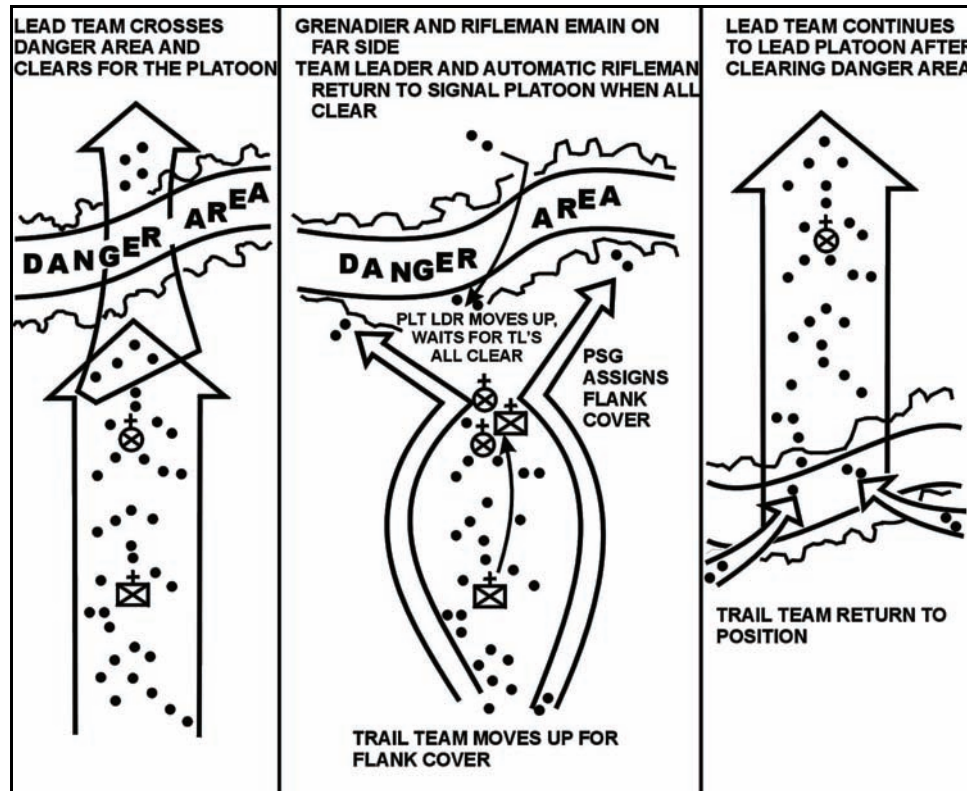 LEAD TEAM CROSSES
DANGER AREA AND
CLEARS FOR THE PLATOON
DANGER AREA
GRENADIER AND RIFLEMAN EMAIN ON
FAR SIDE
TEAM LEADER AND AUTOMATIC RIFLEMAN
RETURN TO SIGNAL PLATOON WHEN ALL
CLEAR
DANGER AREA
PLT LDR MOVES UP,
WAITS FOR TL'S
ALL CLEAR
PSG
ASSIGNS
FLANK
COVER
TRAIL TEAM MOVES UP FOR
FLANK COVER
LEAD TEAM CONTINUES
TO LEAD PLATOON AFTER
CLEARING DANGER AREA
TRAIL TEAM RETURN TO
POSITION